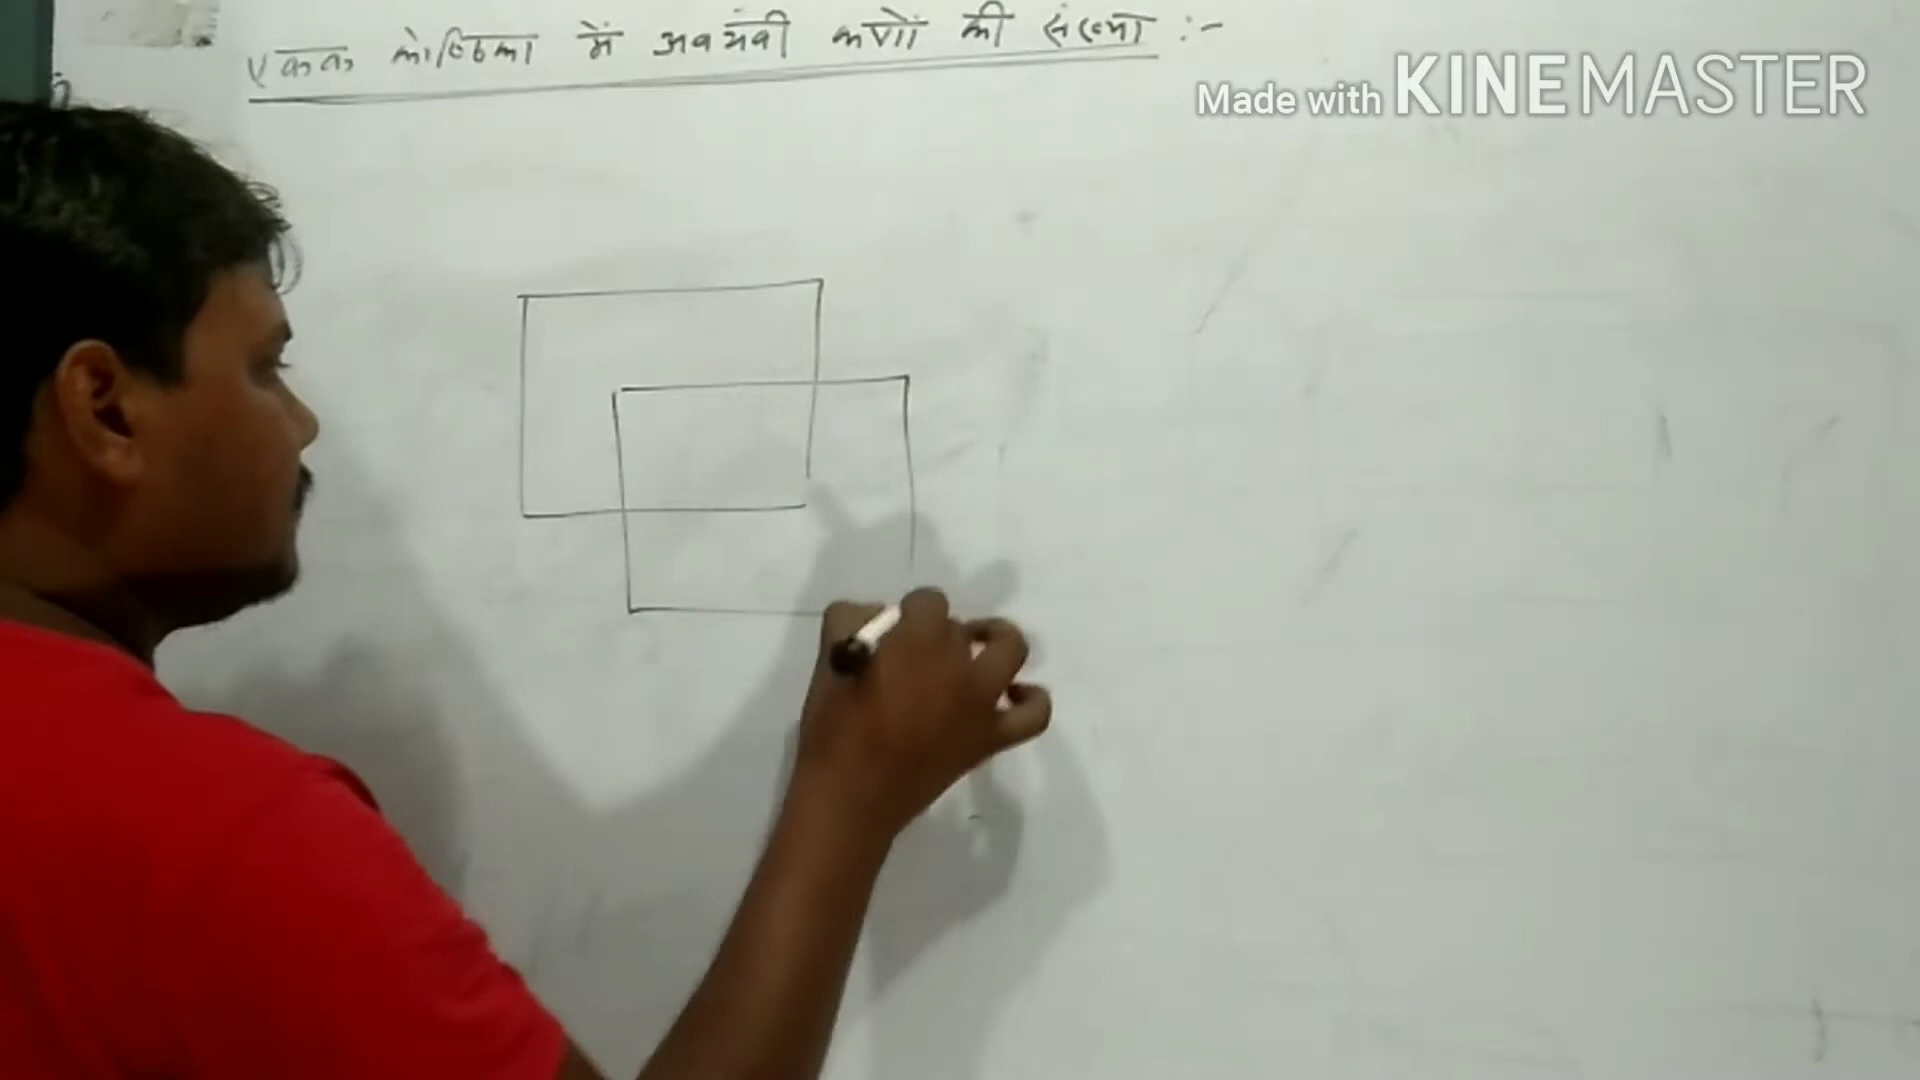 एकक कोष्ठिका में अवयवी कणों की संख्या :-
Made with KINEMASTER